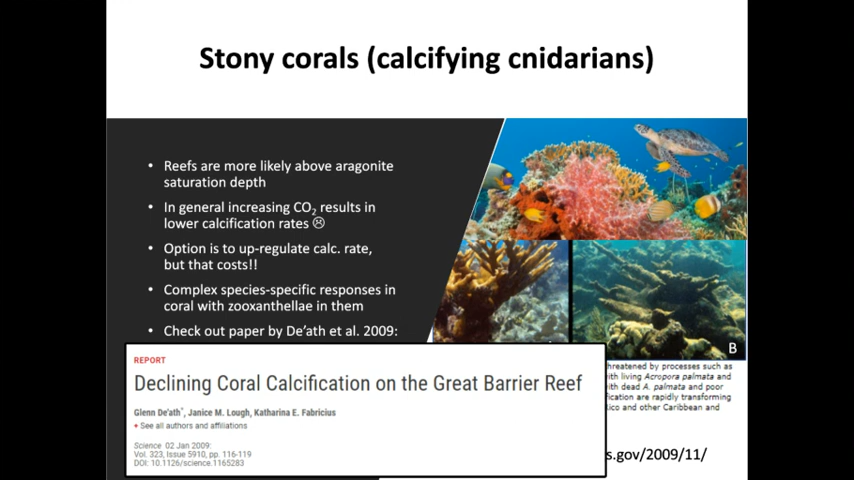 Stony corals (calcifying cnidarians)
• Reefs are more likely above aragonite
saturation depth
• In general increasing CO₂ results in
lower calcification rates ☹
• Option is to up-regulate calc. rate,
but that costs!!
• Complex species-specific responses in
coral with zooxanthellae in them
• Check out paper by De'ath et al. 2009:
B
REPORT
Declining Coral Calcification on the Great Barrier Reef
Glenn De'ath*, Janice M. Lough, Katharina E. Fabricius
+ See all authors and affiliations
Science 02 Jan 2009:
Vol. 323, Issue 5910, pp. 116-119
DOI: 10.1126/science.1165283
threatened by processes such as
ith living Acropora palmata and
ith dead A. palmata and poor
fication are rapidly transforming
ico and other Caribbean and
s.gov/2009/11/